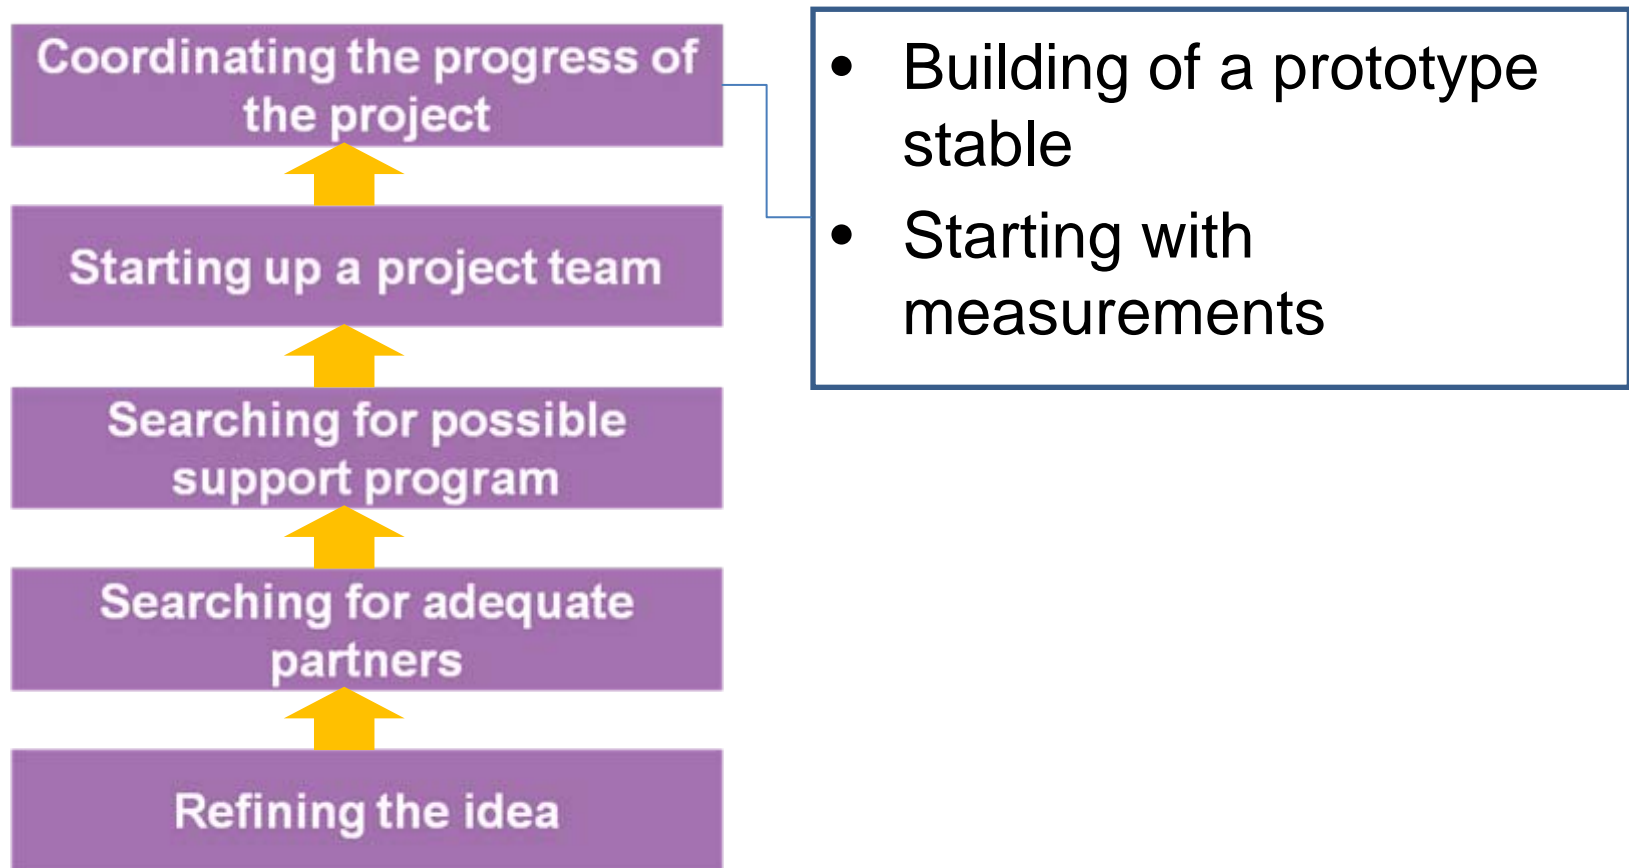 Coordinating the progress of
the project
• Building of a prototype
stable
• Starting with
measurements
Starting up a project team
Searching for possible
support program
Searching for adequate
partners
Refining the idea